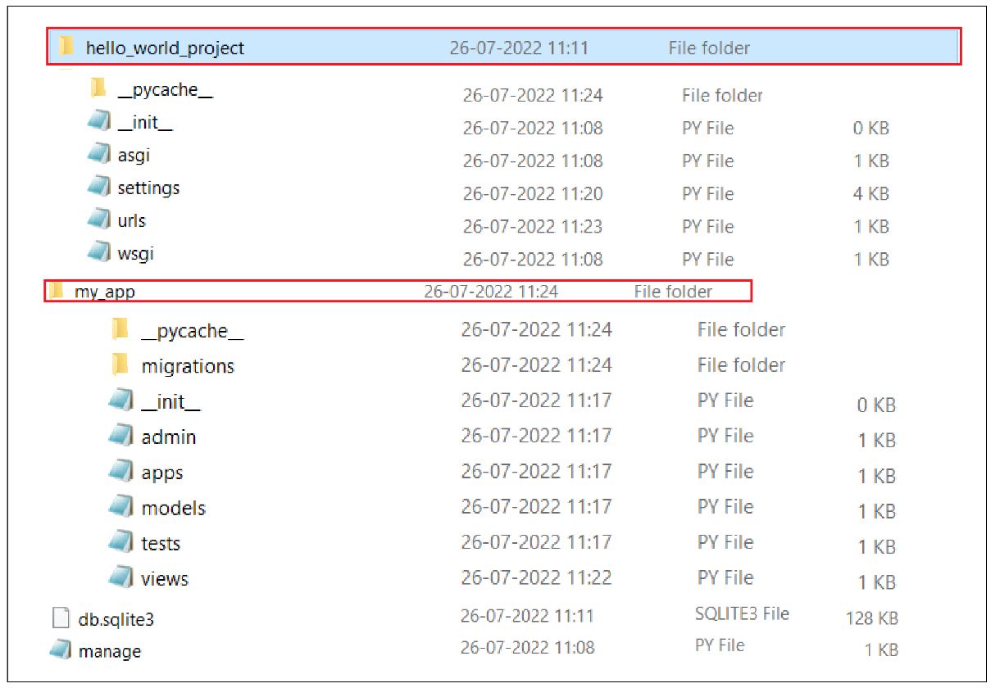 hello_world_project 26-07-2022 11:11 File folder
__pycache__ 26-07-2022 11:24 File folder
__init__ 26-07-2022 11:08 PY File 0 KB
asgi 26-07-2022 11:08 PY File 1 KB
settings 26-07-2022 11:20 PY File 4 KB
urls 26-07-2022 11:23 PY File 1 KB
wsgi 26-07-2022 11:08 PY File 1 KB
my_app 26-07-2022 11:24 File folder
__pycache__ 26-07-2022 11:24 File folder
migrations 26-07-2022 11:24 File folder
__init__ 26-07-2022 11:17 PY File 0 KB
admin 26-07-2022 11:17 PY File 1 KB
apps 26-07-2022 11:17 PY File 1 KB
models 26-07-2022 11:17 PY File 1 KB
tests 26-07-2022 11:17 PY File 1 KB
views 26-07-2022 11:22 PY File 1 KB
db.sqlite3 26-07-2022 11:11 SQLITE3 File 128 KB
manage 26-07-2022 11:08 PY File 1 KB